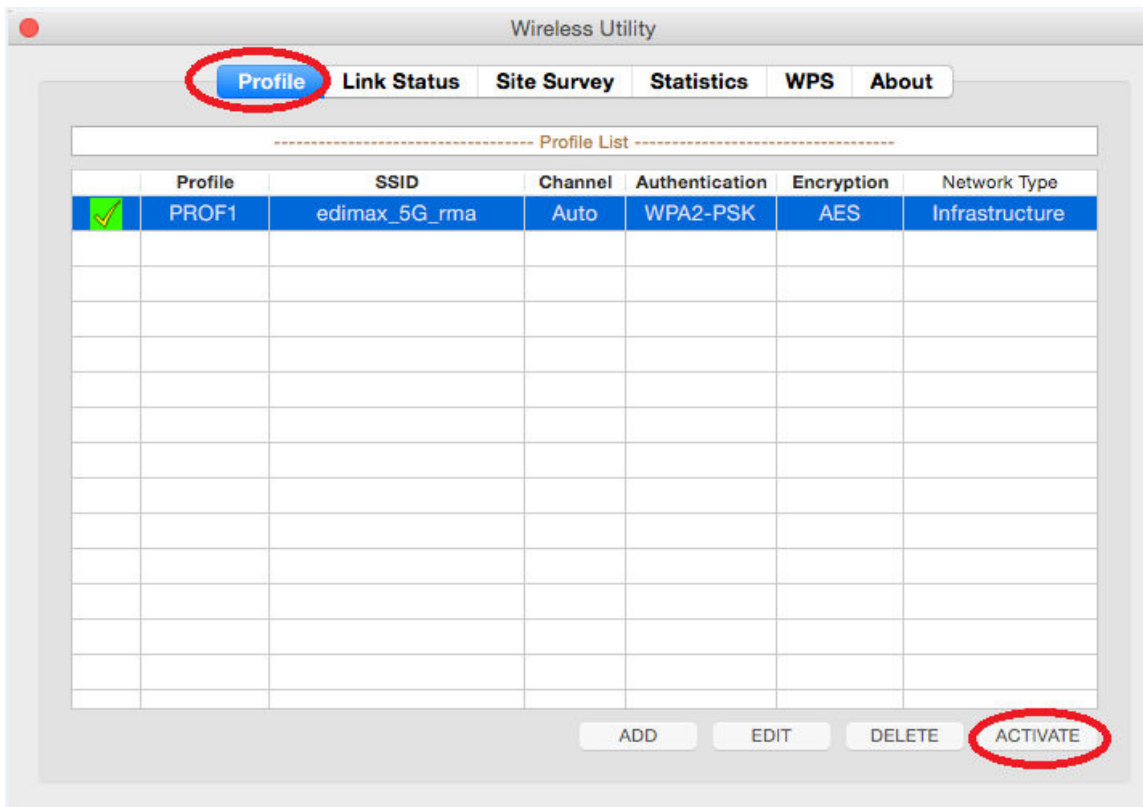 Wireless Utility
Profile Link Status Site Survey Statistics WPS About
---------------------------------- Profile List ----------------------------------
Profile SSID Channel Authentication Encryption Network Type
PROF1 edimax_5G_rma Auto WPA2-PSK AES Infrastructure
ADD EDIT DELETE ACTIVATE